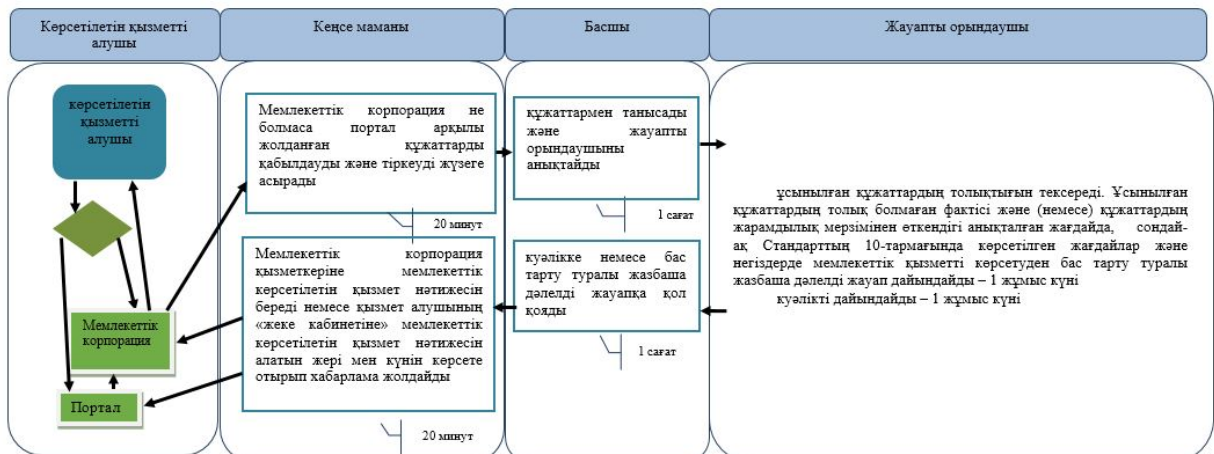 Көрсетілетін қызметті
алушы
Кеңсе маманы
Басшы
Жауапты орындаушы
көрсетілетін
қызметті
алушы
Мемлекеттік
корпорация
Портал
Мемлекеттік корпорация не
болмаса портал арқылы
жолданған құжаттарды
қабылдауды және тіркеуді жүзеге
асырады
20 минут
Мемлекеттік корпорация
қызметкеріне мемлекеттік
көрсетілетін қызмет нәтижесін
береді немесе қызмет алушының
«жеке кабинетіне» мемлекеттік
көрсетілетін қызмет нәтижесін
алатын жері мен күнін көрсете
отырып хабарлама жолдайды
20 минут
құжаттармен танысады
және жауапты
орындаушыны
анықтайды
1 сағат
куәлікке немесе бас
тарту туралы жазбаша
дәлелді жауапқа қол
қояды
1 сағат
ұсынылған құжаттардың толықтығын тексереді. Ұсынылған
құжаттардың толық болмаған фактісі және (немесе) құжаттардың
жарамдылық мерзімінен өткендігі анықталған жағдайда, сондай-
ақ Стандарттың 10-тармағында көрсетілген жағдайлар және
негіздерде мемлекеттік қызметті көрсетуден бас тарту туралы
жазбаша дәлелді жауап дайындайды – 1 жұмыс күні
куәлікті дайындайды – 1 жұмыс күні